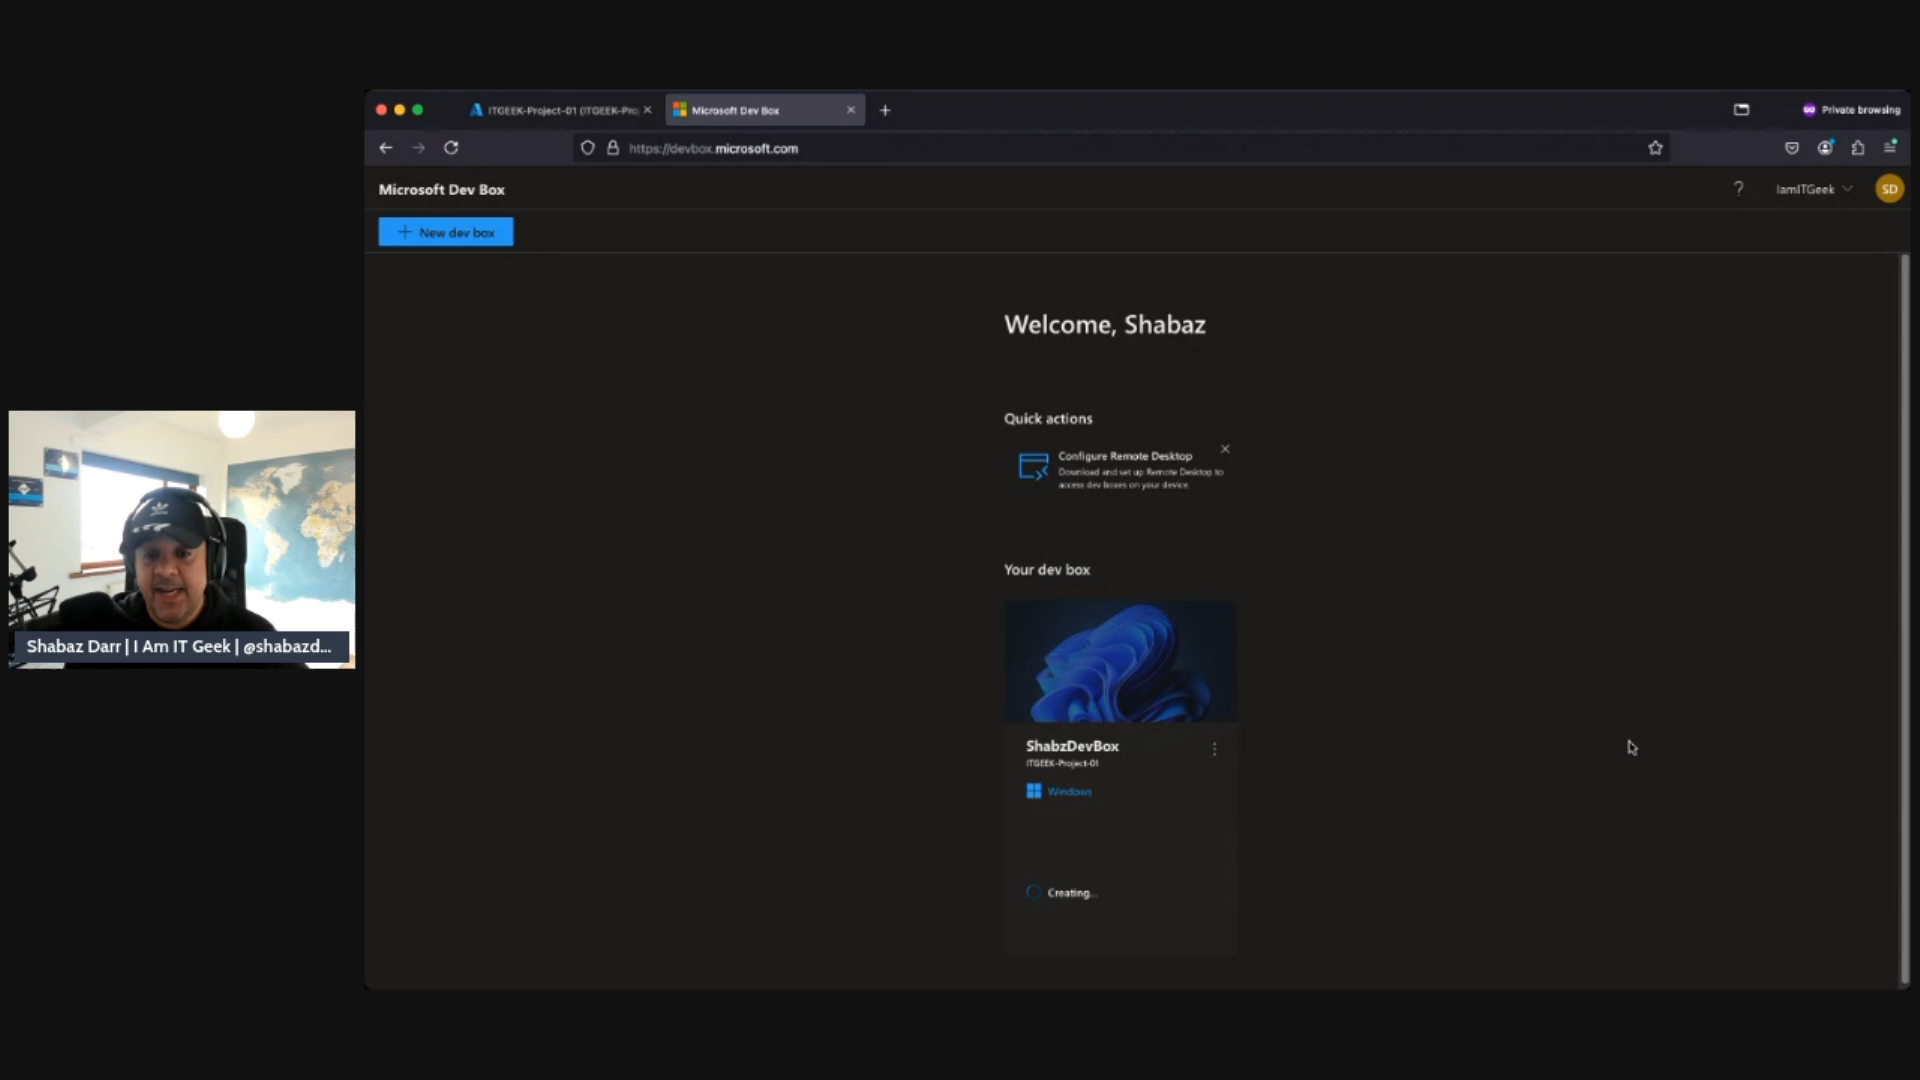 ITGEEK-Project-01 (ITGEEK-Pro
Microsoft Dev Box
Private browsing
https://devbox.microsoft.com
Microsoft Dev Box
IamITGeek
SD
New dev box
Welcome, Shabaz
Quick actions
Configure Remote Desktop
Download and set up Remote Desktop to
access dev boxes on your device.
Your dev box
ShabzDevBox
ITGEEK-Project-01
Windows
Creating...
Shabaz Darr | I Am IT Geek | @shabazd...